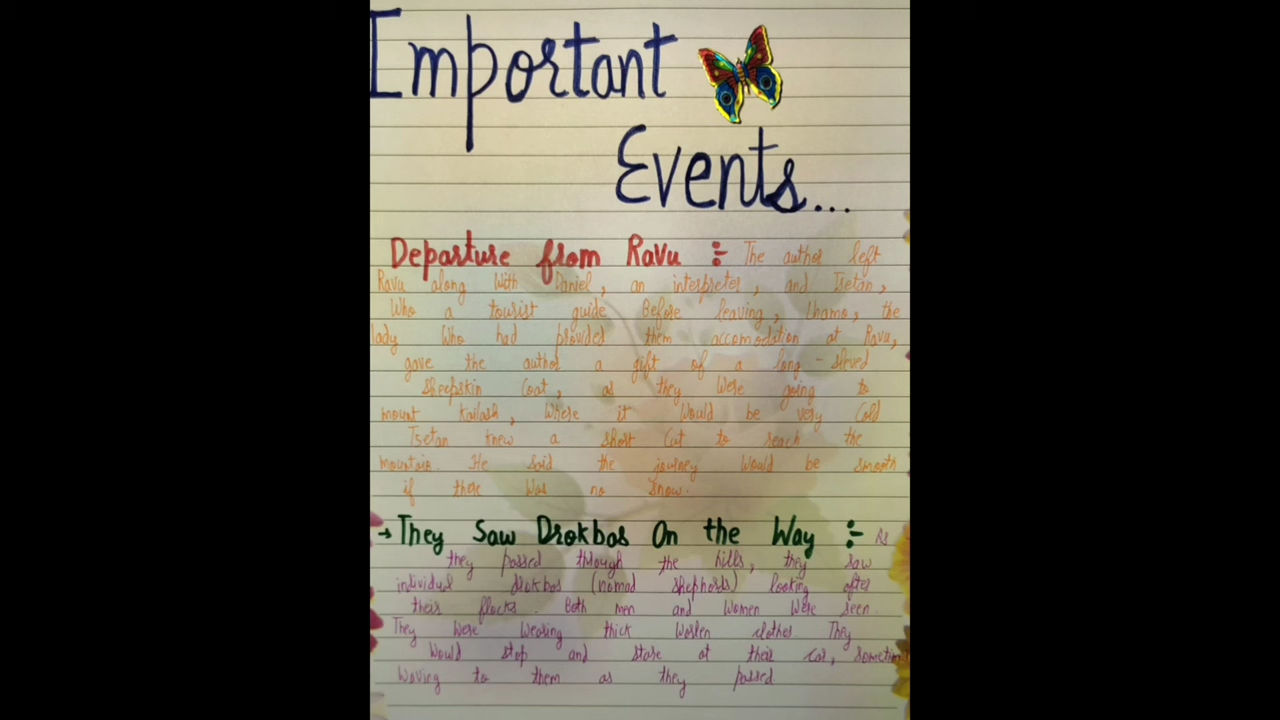 Important
Events...
Departure from Ravu :- The author left
Ravu along with Daniel, an interpreter, and Tsetan,
Who a tourist guide Before leaving, Lhamo, the
lady Who had provided them accomodation at Ravu,
gave the author a gift of a long-sleved
sheepskin Coat, as they Were going to
mount kailash, Where it Would be very Cold
Tsetan knew a short Cut to reach the
mountain. He said the journey Would be smooth
if there Was no snow.
→ They Saw Drokbas On the Way :- As
they passed through the hills, they saw
individual drokbas (nomad shepherds) looking after
their flocks. Both men and Women Were seen.
They Were Wearing thick Worlen clothes They
Would stop and stare at their Car, sometimes
Waving to them as they passed